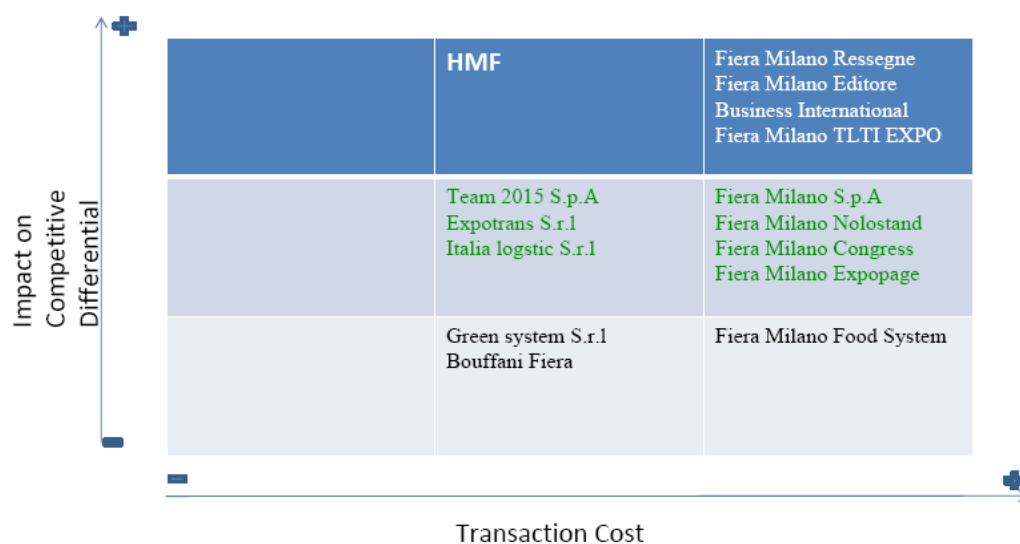 HMF
Fiera Milano Ressegne
Fiera Milano Editore
Business International
Fiera Milano TLTI EXPO
Team 2015 S.p.A
Expotrans S.r.l
Italia logstic S.r.l
Fiera Milano S.p.A
Fiera Milano Nolostand
Fiera Milano Congress
Fiera Milano Expopage
Green system S.r.l
Bouffani Fiera
Fiera Milano Food System
Impact on
Competitive
Differential
Transaction Cost